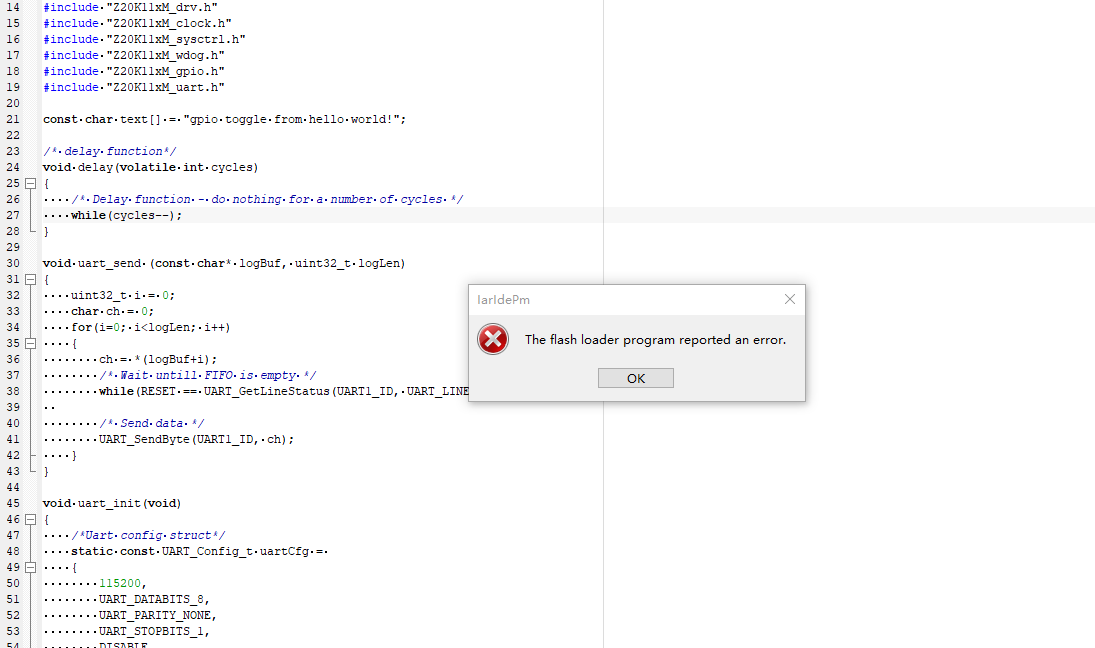 14 #include "Z20K11xM_drv.h"
15 #include "Z20K11xM_clock.h"
16 #include "Z20K11xM_sysctrl.h"
17 #include "Z20K11xM_wdog.h"
18 #include "Z20K11xM_gpio.h"
19 #include "Z20K11xM_uart.h"
20
21 const char text[] = "gpio toggle from hello world!";
22
23 /* delay function*/
24 void delay(volatile int cycles)
25 {
26     /* Delay function - do nothing for a number of cycles */
27     while(cycles--);
28 }
29
30 void uart_send (const char* logBuf, uint32_t logLen)
31 {
32     uint32_t i = 0;
33     char ch = 0;
34     for(i=0; i<logLen; i++)
35     {
36         ch = *(logBuf+i);
37         /* Wait untill FIFO is empty */
38         while(RESET == UART_GetLineStatus(UART1_ID, UART_LINE
39
40         /* Send data */
41         UART_SendByte(UART1_ID, ch);
42     }
43 }
44
45 void uart_init(void)
46 {
47     /*Uart config struct*/
48     static const UART_Config_t uartCfg =
49     {
50         115200,
51         UART_DATABITS_8,
52         UART_PARITY_NONE,
53         UART_STOPBITS_1,
54         DISABLE
IarIdePm
The flash loader program reported an error.
OK